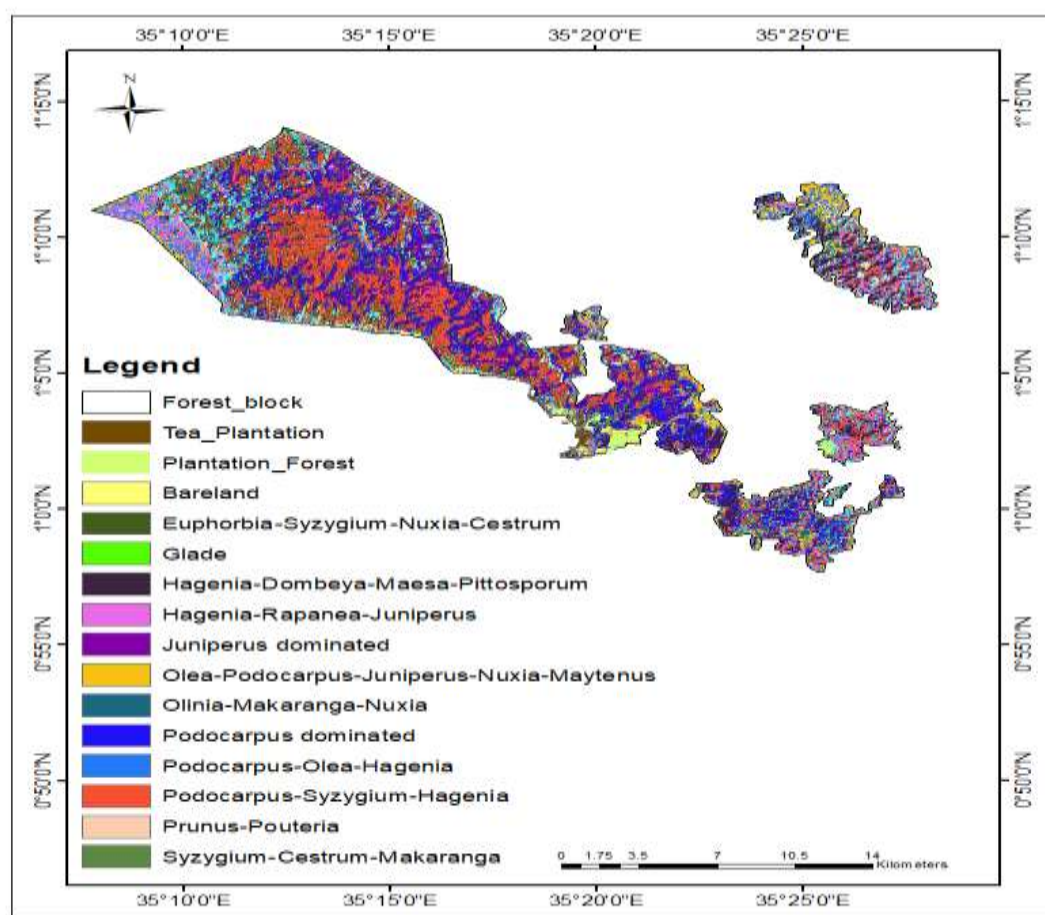 35°10'0"E 35°15'0"E 35°20'0"E 35°25'0"E
N
1°15'0"N 1°15'0"N
1°10'0"N 1°10'0"N
1°5'0"N 1°5'0"N
1°0'0"N 1°0'0"N
0°55'0"N 0°55'0"N
0°50'0"N 0°50'0"N
Legend
Forest_block
Tea_Plantation
Plantation_Forest
Bareland
Euphorbia-Syzygium-Nuxia-Cestrum
Glade
Hagenia-Dombeya-Maesa-Pittosporum
Hagenia-Rapanea-Juniperus
Juniperus dominated
Olea-Podocarpus-Juniperus-Nuxia-Maytenus
Olinia-Makaranga-Nuxia
Podocarpus dominated
Podocarpus-Olea-Hagenia
Podocarpus-Syzygium-Hagenia
Prunus-Pouteria
Syzygium-Cestrum-Makaranga
0 1.75 3.5 7 10.5 14
Kilometers
35°10'0"E 35°15'0"E 35°20'0"E 35°25'0"E